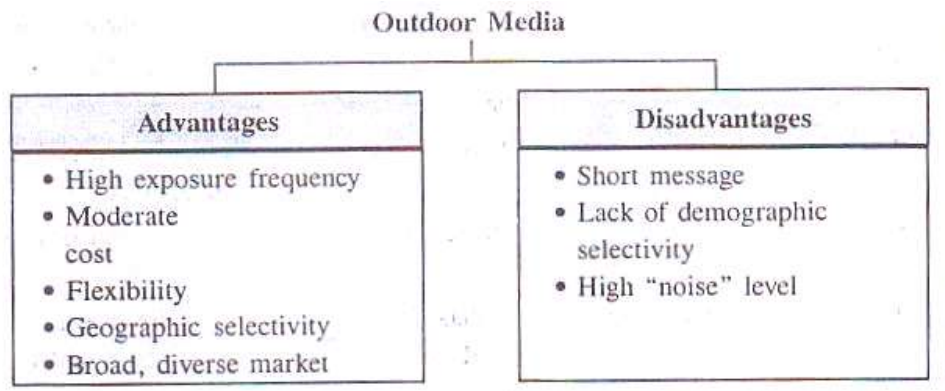 Outdoor Media
Advantages
• High exposure frequency
• Moderate
cost
• Flexibility
• Geographic selectivity
• Broad, diverse market
Disadvantages
• Short message
• Lack of demographic
selectivity
• High “noise” level